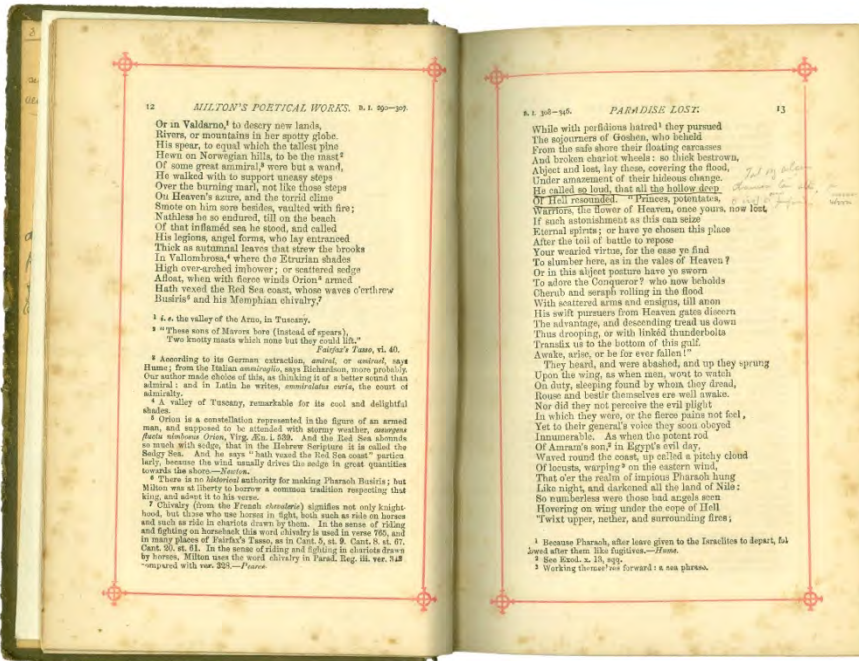 12 MILTON'S POETICAL WORKS. B. I. 290—307.
Or in Valdarno,¹ to descry new lands,
Rivers, or mountains in her spotty globe.
His spear, to equal which the tallest pine
Hewn on Norwegian hills, to be the mast²
Of some great ammiral,³ were but a wand,
He walked with to support uneasy steps
Over the burning marl, not like those steps
On Heaven's azure, and the torrid clime
Smote on him sore besides, vaulted with fire;
Nathless he so endured, till on the beach
Of that inflaméd sea he stood, and called
His legions, angel forms, who lay entranced
Thick as autumnal leaves that strew the brooks
In Vallombrosa,⁴ where the Etrurian shades
High over-arched imbower; or scattered sedge
Afloat, when with fierce winds Orion⁵ armed
Hath vexed the Red Sea coast, whose waves o'erthrew
Busiris⁶ and his Memphian chivalry,⁷
¹ i. e. the valley of the Arno, in Tuscany.
² "These sons of Mavors bore (instead of spears),
Two knotty masts which none but they could lift."
Fairfax's Tasso, vi. 40.
³ According to its German extraction, amiral, or amirael, says
Hume; from the Italian ammiraglio, says Richardson, more probably.
Our author made choice of this, as thinking it of a better sound than
admiral: and in Latin he writes, ammiralatus curia, the court of
admiralty.
⁴ A valley of Tuscany, remarkable for its cool and delightful
shades.
⁵ Orion is a constellation represented in the figure of an armed
man, and supposed to be attended with stormy weather, assurgens
fluctu nimbosus Orion, Virg. Æn. i. 539. And the Red Sea abounds
so much with sedge, that in the Hebrew Scripture it is called the
Sedgy Sea. And he says "hath vexed the Red Sea coast" particu
larly, because the wind usually drives the sedge in great quantities
towards the shore.—Newton.
⁶ There is no historical authority for making Pharaoh Busiris; but
Milton was at liberty to borrow a common tradition respecting that
king, and adapt it to his verse.
⁷ Chivalry (from the French chevalerie) signifies not only knight-
hood, but those who use horses in fight, both such as ride on horses
and such as ride in chariots drawn by them. In the sense of riding
and fighting on horseback this word chivalry is used in verse 765, and
in many places of Fairfax's Tasso, as in Cant. 5, st. 9. Cant. 8. st. 67.
Cant. 20. st. 61. In the sense of riding and fighting in chariots drawn
by horses, Milton uses the word chivalry in Parad. Reg. iii. ver. 343
compared with ver. 328.—Pearce.
B. I. 308—346. PARADISE LOST. 13
While with perfidious hatred¹ they pursued
The sojourners of Goshen, who beheld
From the safe shore their floating carcasses
And broken chariot wheels: so thick bestrown,
Abject and lost, lay these, covering the flood,
Under amazement of their hideous change.
He called so loud, that all the hollow deep
Of Hell resounded. "Princes, potentates,
Warriors, the flower of Heaven, once yours, now lost,
If such astonishment as this can seize
Eternal spirits; or have ye chosen this place
After the toil of battle to repose
Your wearied virtue, for the ease ye find
To slumber here, as in the vales of Heaven?
Or in this abject posture have ye sworn
To adore the Conqueror? who now beholds
Cherub and seraph rolling in the flood
With scattered arms and ensigns, till anon
His swift pursuers from Heaven gates discern
The advantage, and descending tread us down
Thus drooping, or with linkéd thunderbolts
Transfix us to the bottom of this gulf.
Awake, arise, or be for ever fallen!"
They heard, and were abashed, and up they sprung
Upon the wing, as when men, wont to watch
On duty, sleeping found by whom they dread,
Rouse and bestir themselves ere well awake.
Nor did they not perceive the evil plight
In which they were, or the fierce pains not feel,
Yet to their general's voice they soon obeyed
Innumerable. As when the potent rod
Of Amram's son,² in Egypt's evil day,
Waved round the coast, up called a pitchy cloud
Of locusts, warping³ on the eastern wind,
That o'er the realm of impious Pharaoh hung
Like night, and darkened all the land of Nile:
So numberless were those bad angels seen
Hovering on wing under the cope of Hell
'Twixt upper, nether, and surrounding fires;
¹ Because Pharaoh, after leave given to the Israelites to depart, fol
lowed after them like fugitives.—Hume.
² See Exod. x. 13, sqq.
³ Working themselves forward: a sea phrase.